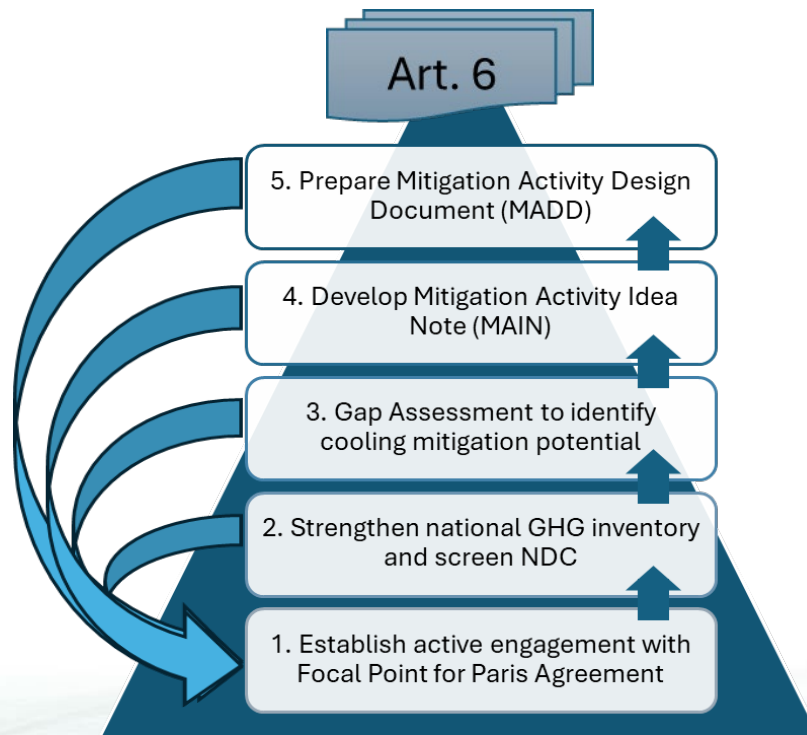 Art. 6
5. Prepare Mitigation Activity Design
Document (MADD)
4. Develop Mitigation Activity Idea
Note (MAIN)
3. Gap Assessment to identify
cooling mitigation potential
2. Strengthen national GHG inventory
and screen NDC
1. Establish active engagement with
Focal Point for Paris Agreement